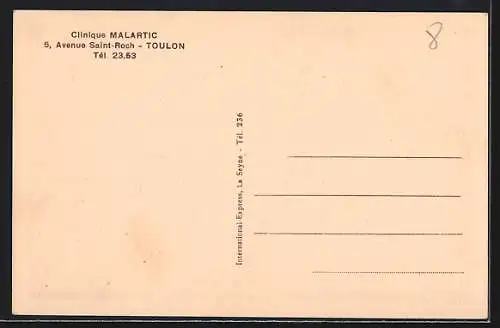 Clinique MALARTIC
5, Avenue Saint-Roch - TOULON
Tél. 23.53
8
International-Express, La Seyne - Tél. 236